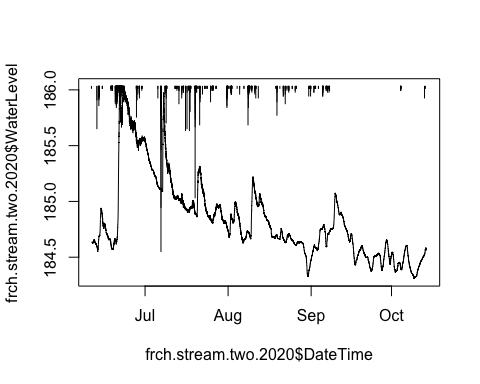 frch.stream.two.2020$WaterLevel
186.0
185.5
185.0
184.5
Jul Aug Sep Oct
frch.stream.two.2020$DateTime